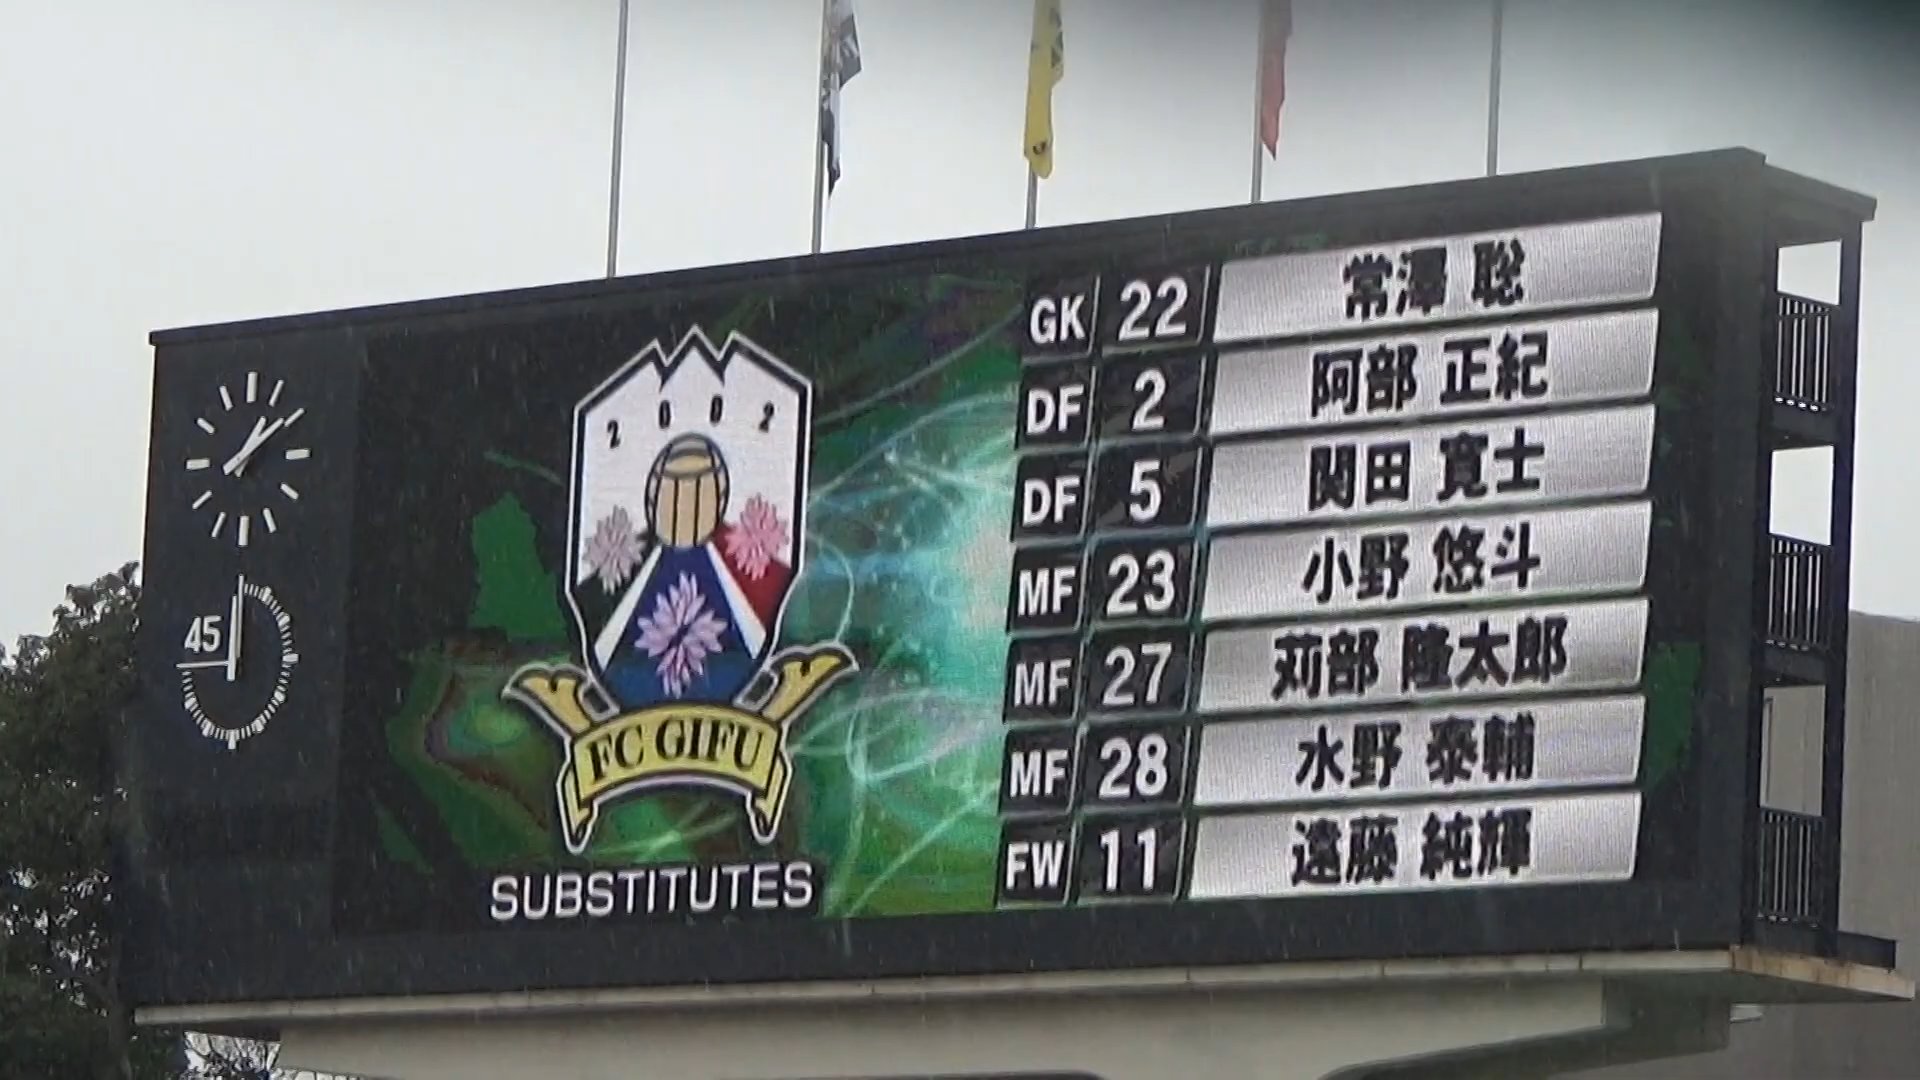 45
2002
FC GIFU
SUBSTITUTES
GK 22 常澤 聡
DF 2 阿部 正紀
DF 5 関田 寛士
MF 23 小野 悠斗
MF 27 苅部 隆太郎
MF 28 水野 泰輔
FW 11 遠藤 純輝